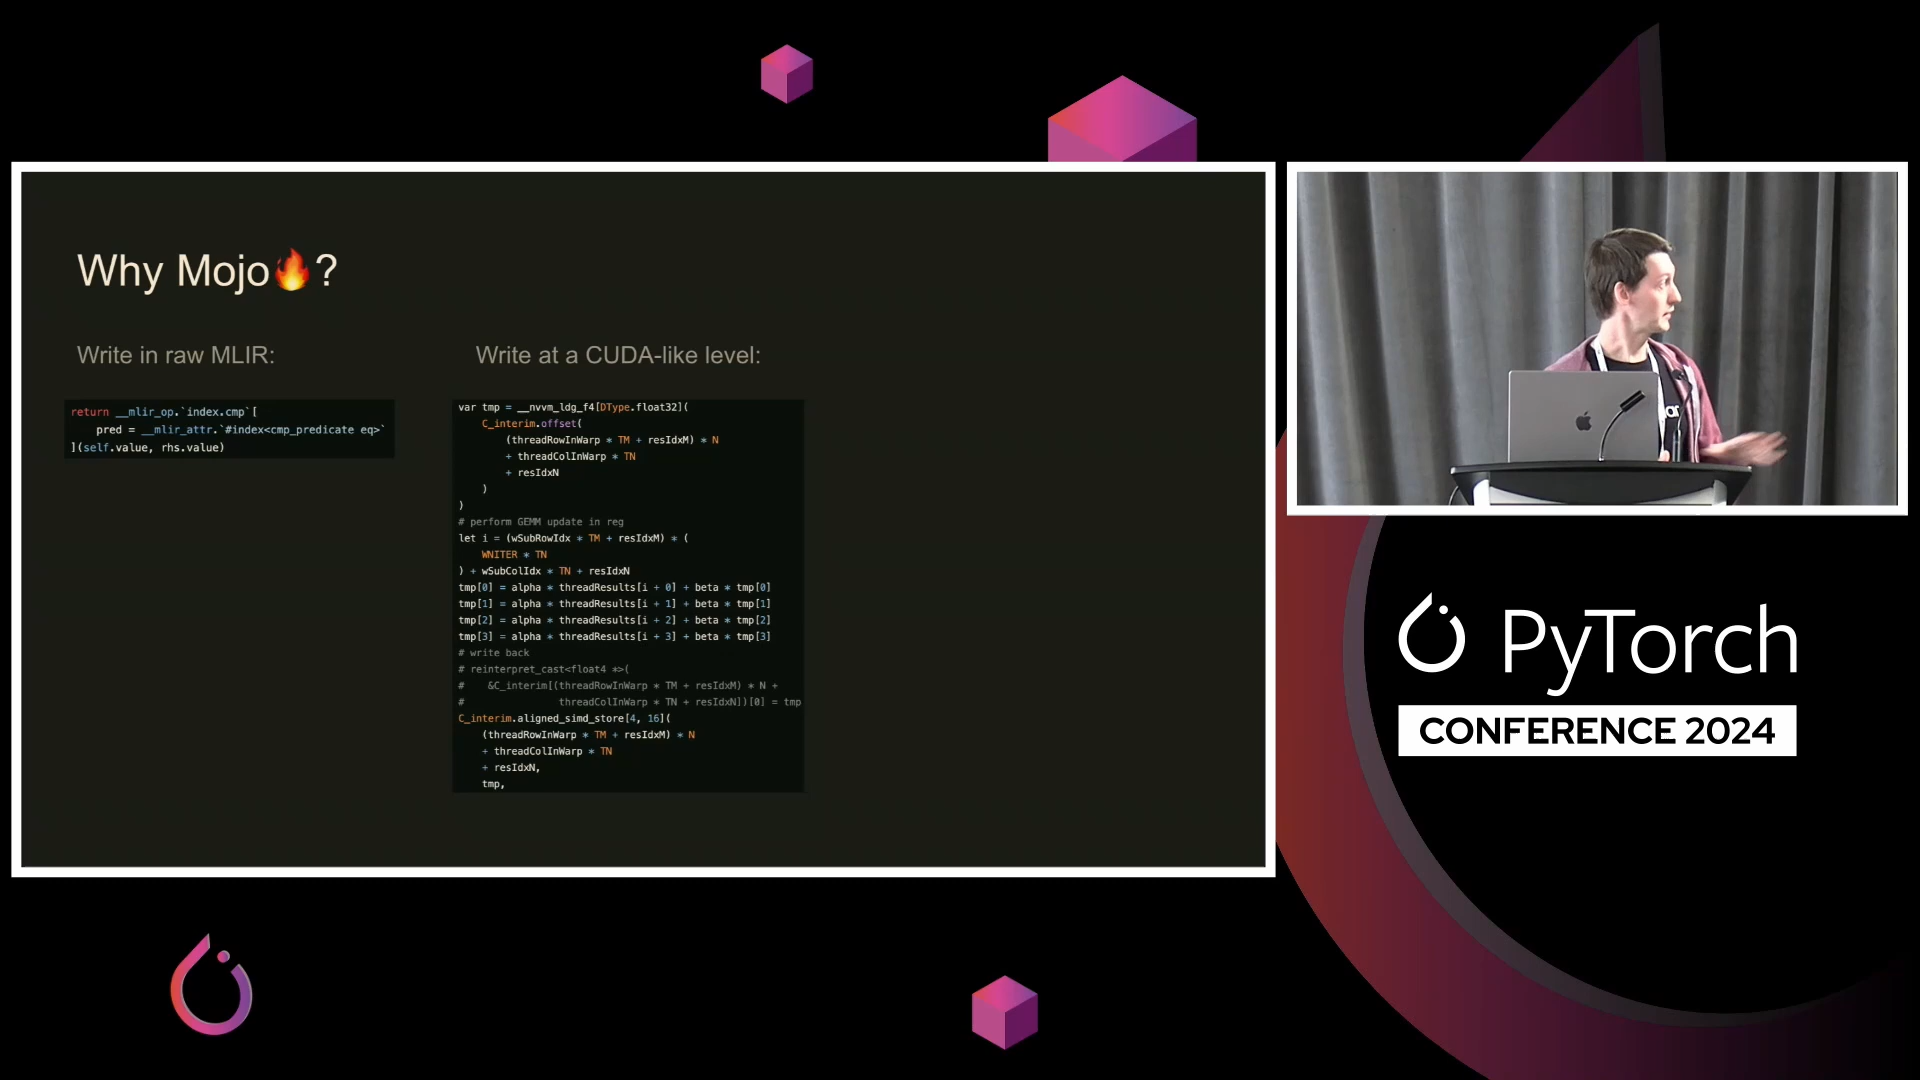 Why Mojo🔥?
Write in raw MLIR:
return __mlir_op.`index.cmp`[
    pred = __mlir_attr.`#index<cmp_predicate eq>`
](self.value, rhs.value)
Write at a CUDA-like level:
var tmp = __nvvm_ldg_f4[DType.float32](
    C_interim.offset(
        (threadRowInWarp * TM + resIdxM) * N
        + threadColInWarp * TN
        + resIdxN
    )
)
# perform GEMM update in reg
let i = (wSubRowIdx * TM + resIdxM) * (
    WNITER * TN
) + wSubColIdx * TN + resIdxN
tmp[0] = alpha * threadResults[i + 0] + beta * tmp[0]
tmp[1] = alpha * threadResults[i + 1] + beta * tmp[1]
tmp[2] = alpha * threadResults[i + 2] + beta * tmp[2]
tmp[3] = alpha * threadResults[i + 3] + beta * tmp[3]
# write back
# reinterpret_cast<float4 *>(
#    &C_interim[(threadRowInWarp * TM + resIdxM) * N +
#                threadColInWarp * TN + resIdxN])[0] = tmp
C_interim.aligned_simd_store[4, 16](
    (threadRowInWarp * TM + resIdxM) * N
    + threadColInWarp * TN
    + resIdxN,
    tmp,
PyTorch
CONFERENCE 2024